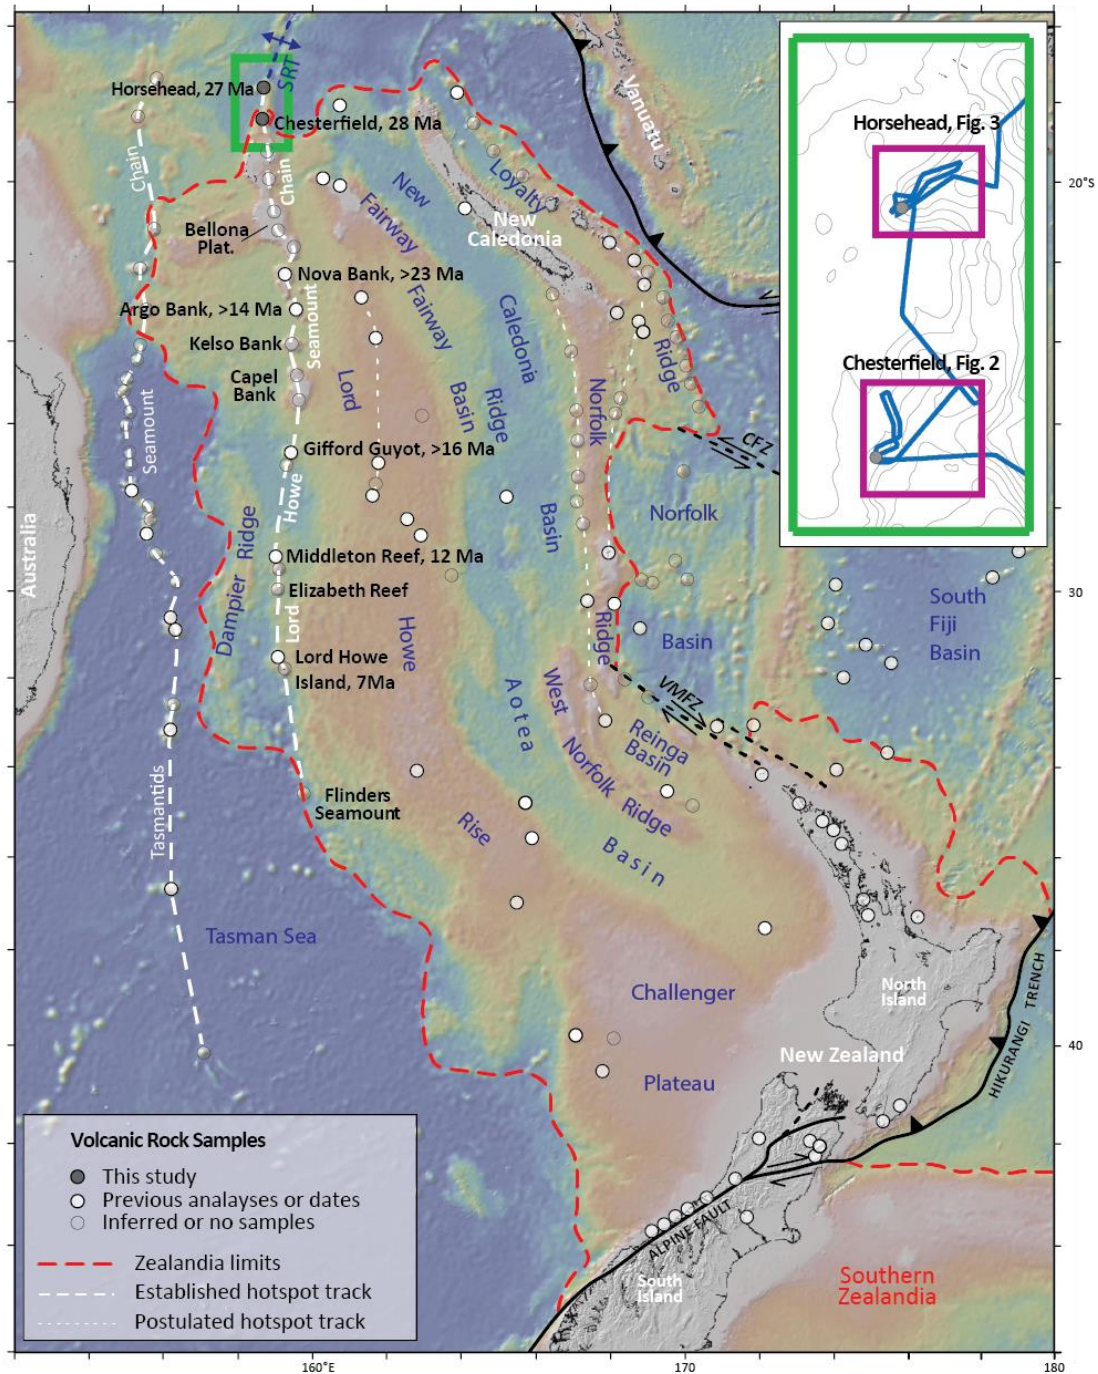 SRT
Horsehead, 27 Ma
Chesterfield, 28 Ma
Vanuatu
Horsehead, Fig. 3
Chesterfield, Fig. 2
20°S
Chain
Chain
New
Loyalty
Fairway
New
Caledonia
Bellona
Plat.
Nova Bank, >23 Ma
Argo Bank, >14 Ma
Fairway
Caledonia
Seamount
Kelso Bank
Ridge
Capel
Bank
Lord
Basin
Ridge
Norfolk
CFZ
Seamount
Gifford Guyot, >16 Ma
Howe
Norfolk
Basin
Australia
Dampier Ridge
Middleton Reef, 12 Ma
Elizabeth Reef
30
South
Fiji
Basin
Lord
Howe
Ridge
Basin
Lord Howe
Island, 7Ma
Aotea
West
VMFZ
Reinga
Basin
Norfolk Ridge
Tasmantids
Flinders
Seamount
Rise
Basin
Tasman Sea
Challenger
North
Island
HIKURANGI TRENCH
40
New Zealand
Plateau
Volcanic Rock Samples
This study
Previous analayses or dates
Inferred or no samples
Zealandia limits
Established hotspot track
Postulated hotspot track
ALPINE FAULT
South
Island
Southern
Zealandia
160°E
170
180